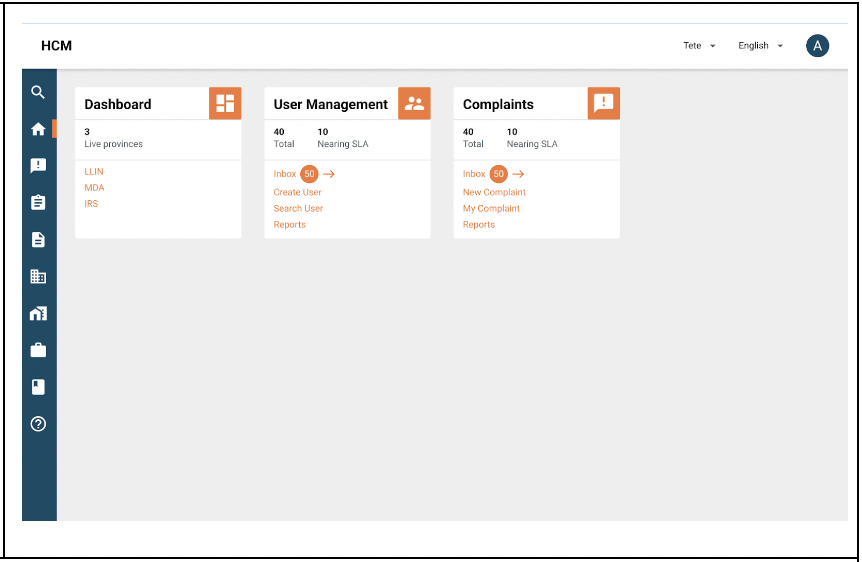 HCM
Tete
English
A
Dashboard
3
Live provinces
LLIN
MDA
IRS
User Management
40 10
Total Nearing SLA
Inbox 50
Create User
Search User
Reports
Complaints
40 10
Total Nearing SLA
Inbox 50
New Complaint
My Complaint
Reports